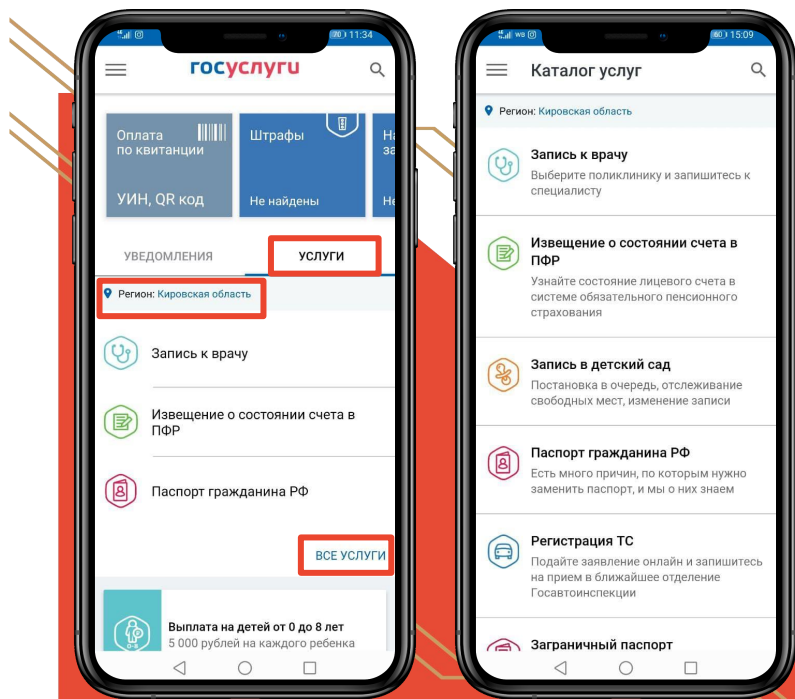 11:34
госуслуги
Оплата
по квитанции
УИН, QR код
Штрафы
Не найдены
УВЕДОМЛЕНИЯ
УСЛУГИ
Регион: Кировская область
Запись к врачу
Извещение о состоянии счета в
ПФР
Паспорт гражданина РФ
ВСЕ УСЛУГИ
Выплата на детей от 0 до 8 лет
5 000 рублей на каждого ребенка
15:09
Каталог услуг
Регион: Кировская область
Запись к врачу
Выберите поликлинику и запишитесь к
специалисту
Извещение о состоянии счета в
ПФР
Узнайте состояние лицевого счета в
системе обязательного пенсионного
страхования
Запись в детский сад
Постановка в очередь, отслеживание
свободных мест, изменение записи
Паспорт гражданина РФ
Есть много причин, по которым нужно
заменить паспорт, и мы о них знаем
Регистрация ТС
Подайте заявление онлайн и запишитесь
на прием в ближайшее отделение
Госавтоинспекции
Заграничный паспорт